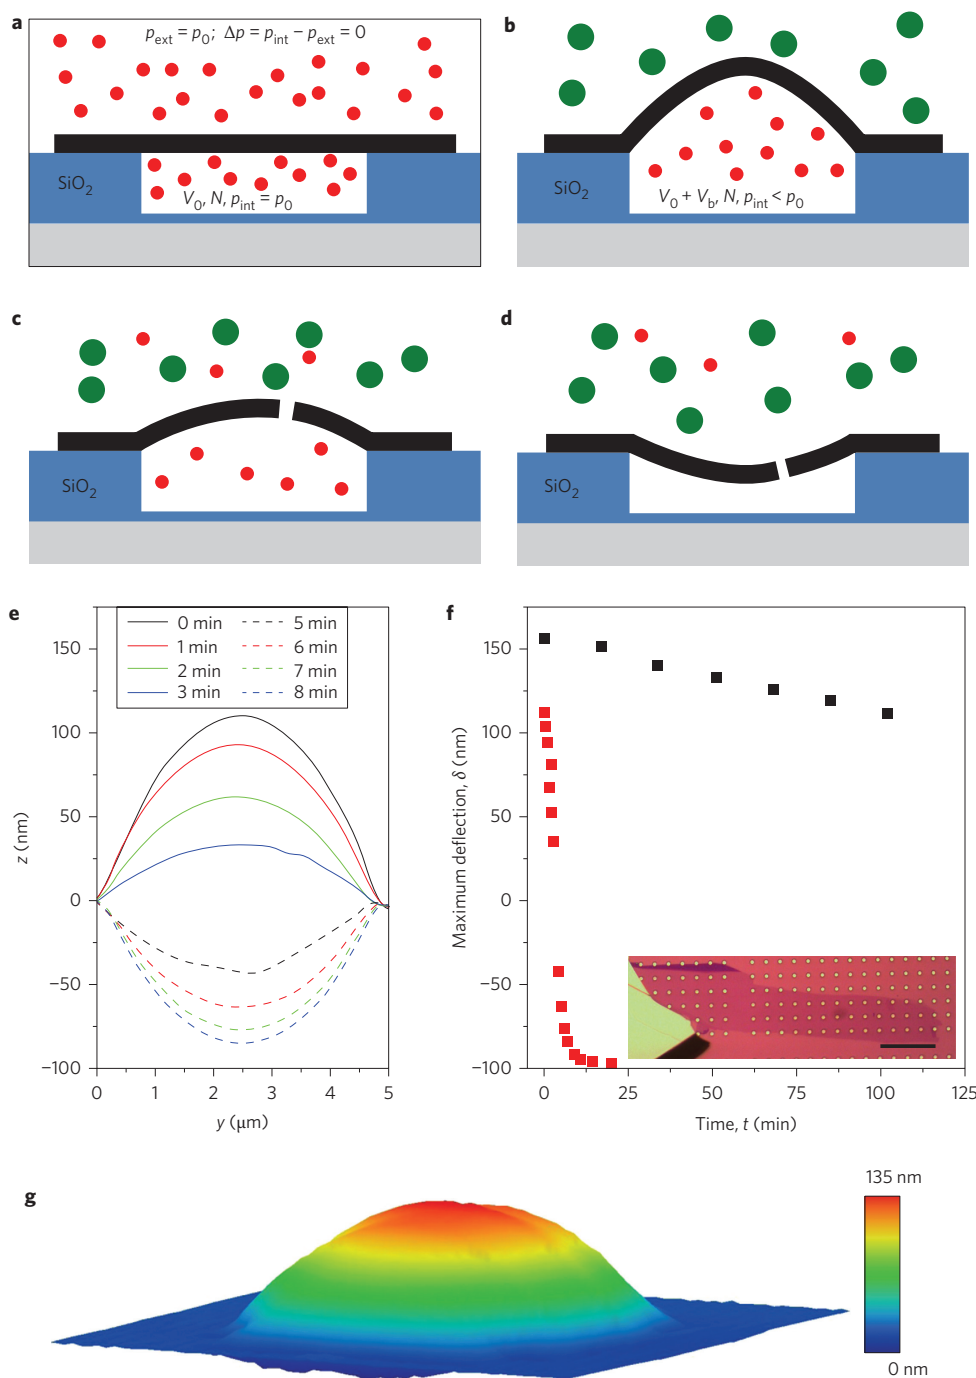 a
p_ext = p_0; Δp = p_int − p_ext = 0
SiO₂
V_0, N, p_int = p_0
b
SiO₂
V_0 + V_b, N, p_int < p_0
c
SiO₂
d
SiO₂
e
0 min
1 min
2 min
3 min
5 min
6 min
7 min
8 min
150
100
50
0
−50
−100
z (nm)
0 1 2 3 4 5
y (μm)
f
150
100
50
0
−50
−100
Maximum deflection, δ (nm)
0 25 50 75 100 125
Time, t (min)
g
135 nm
0 nm